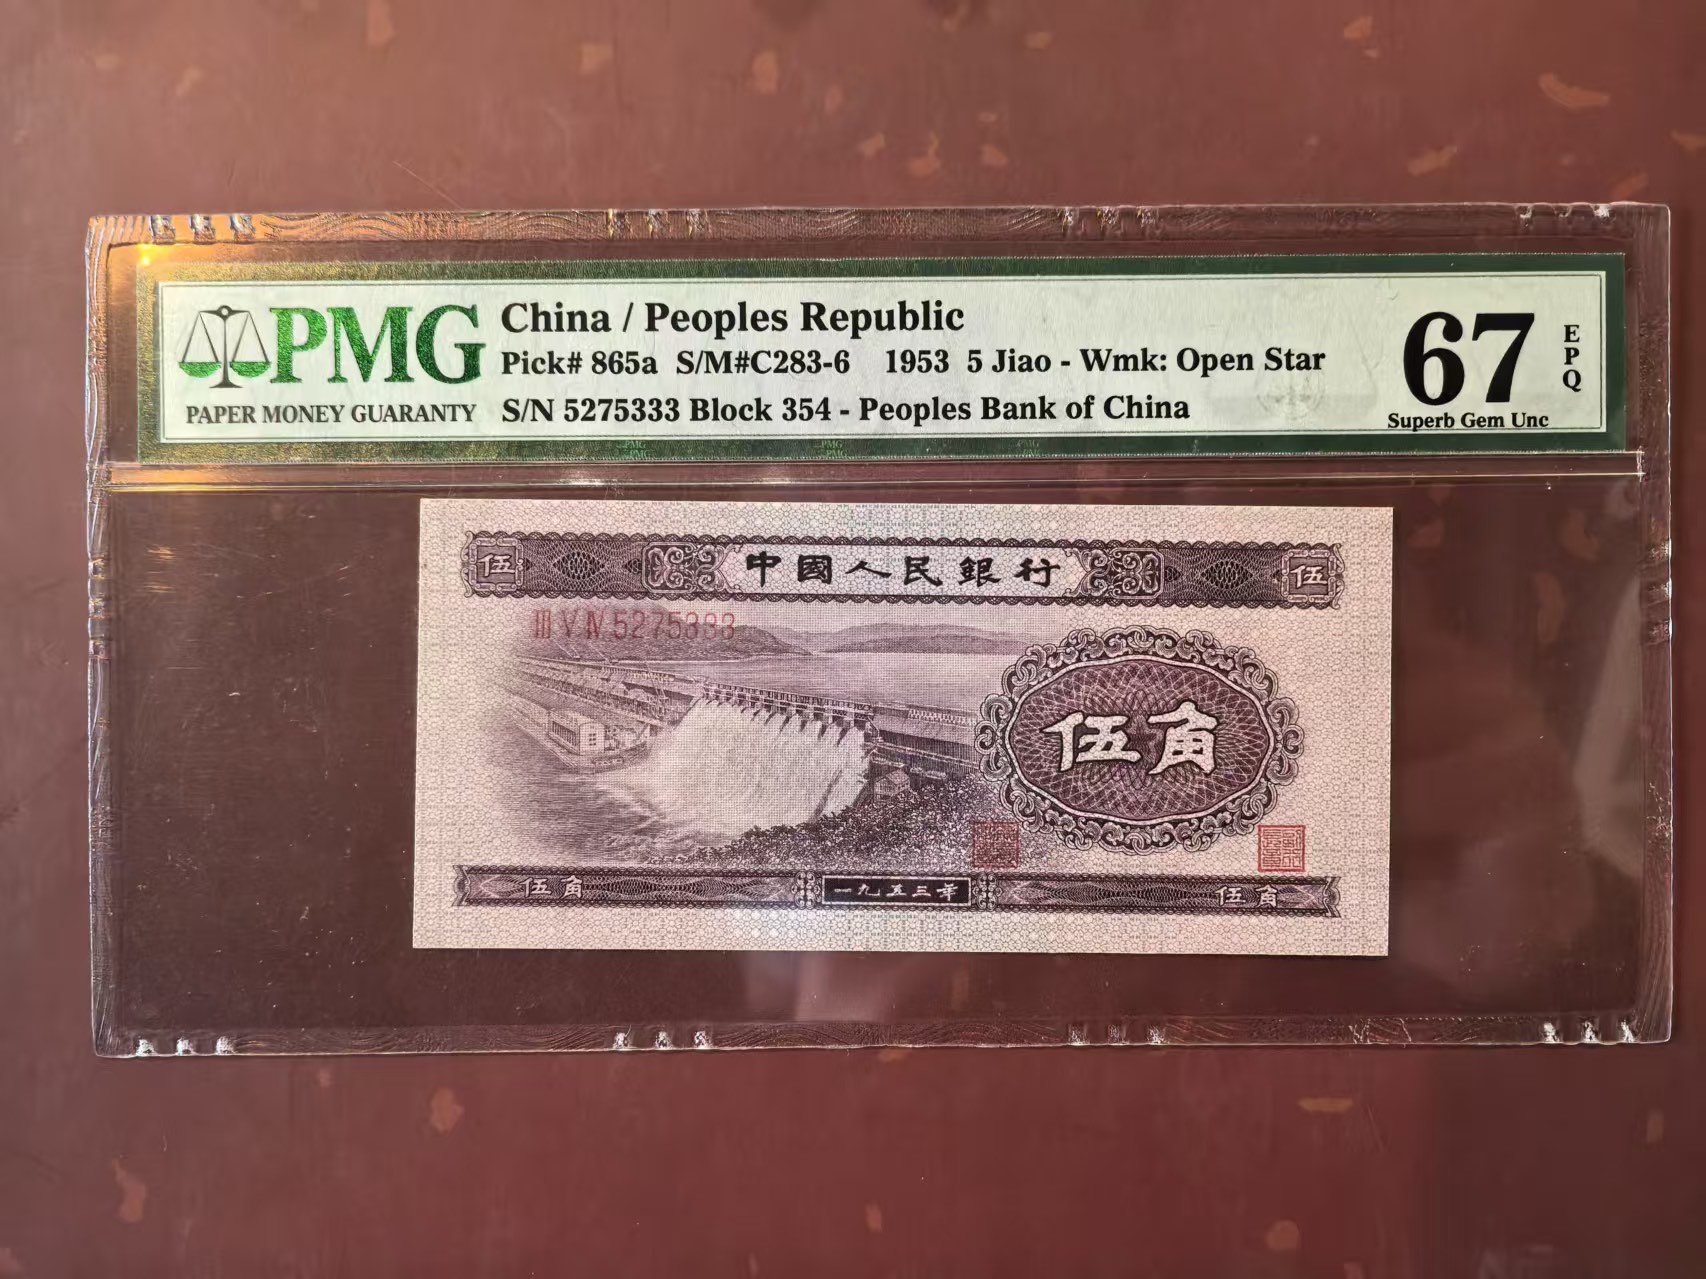 PMG
PAPER MONEY GUARANTY
China / Peoples Republic
Pick# 865a S/M#C283-6 1953 5 Jiao - Wmk: Open Star
S/N 5275333 Block 354 - Peoples Bank of China
67
EPQ
Superb Gem Unc
伍 中國人民銀行 伍
III V IV 5275333
伍角
伍角 一九五三年 伍角